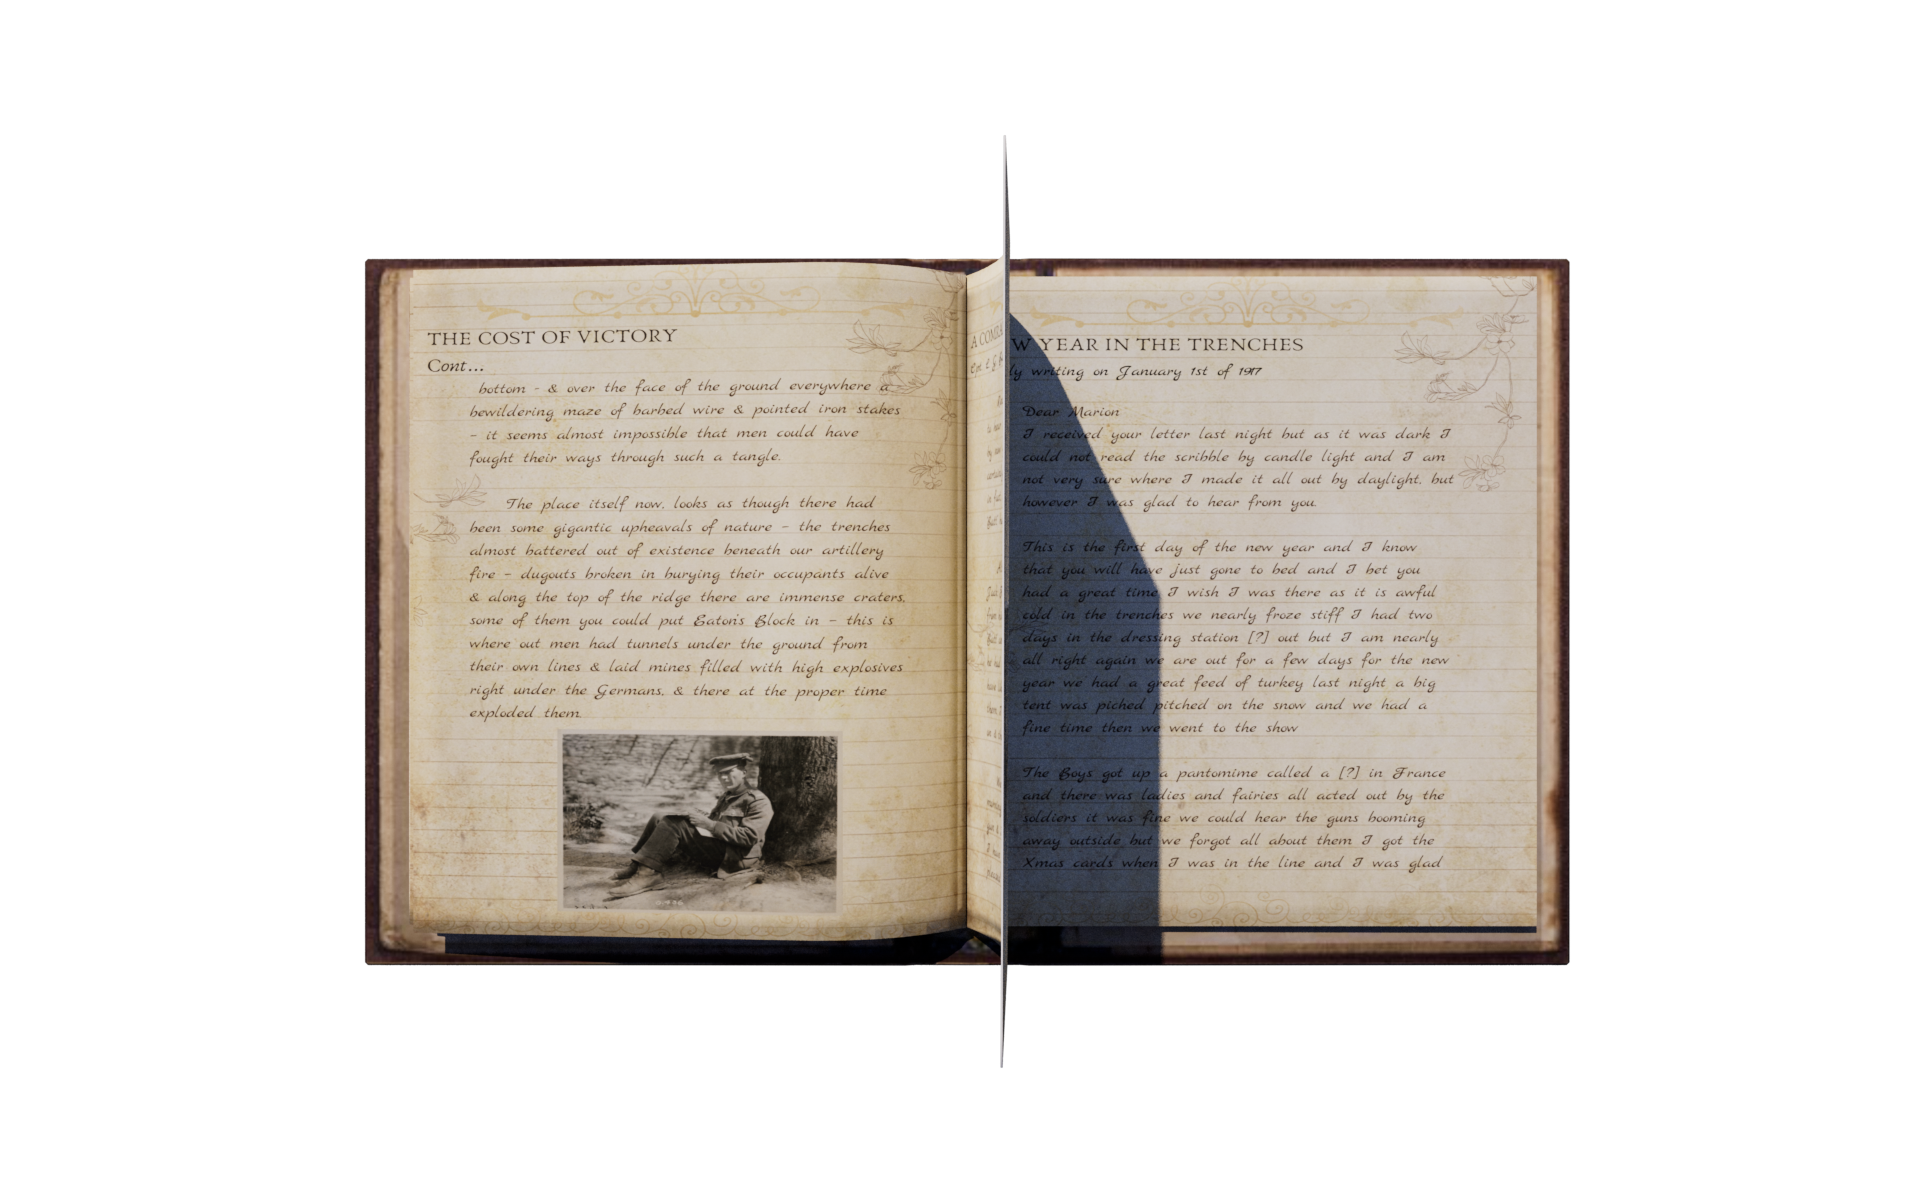 THE COST OF VICTORY
Cont...
bottom - & over the face of the ground everywhere a
bewildering maze of barbed wire & pointed iron stakes
- it seems almost impossible that men could have
fought their ways through such a tangle.
The place itself now, looks as though there had
been some gigantic upheavals of nature - the trenches
almost battered out of existence beneath our artillery
fire - dugouts broken in burying their occupants alive
& along the top of the ridge there are immense craters,
some of them you could put Eaton's Block in - this is
where out men had tunnels under the ground from
their own lines & laid mines filled with high explosives
right under the Germans, & there at the proper time
exploded them.
A COM
W YEAR IN THE TRENCHES
ly writing on January 1st of 1917
Dear Marion
I received your letter last night but as it was dark I
could not read the scribble by candle light and I am
not very sure where I made it all out by daylight, but
however I was glad to hear from you.
This is the first day of the new year and I know
that you will have just gone to bed and I bet you
had a great time I wish I was there as it is awful
cold in the trenches we nearly froze stiff I had two
days in the dressing station [?] out but I am nearly
all right again we are out for a few days for the new
year we had a great feed of turkey last night a big
tent was piched pitched on the snow and we had a
fine time then we went to the show
The Boys got up a pantomime called a [?] in France
and there was ladies and fairies all acted out by the
soldiers it was fine we could hear the guns booming
away outside but we forgot all about them I got the
Xmas cards when I was in the line and I was glad